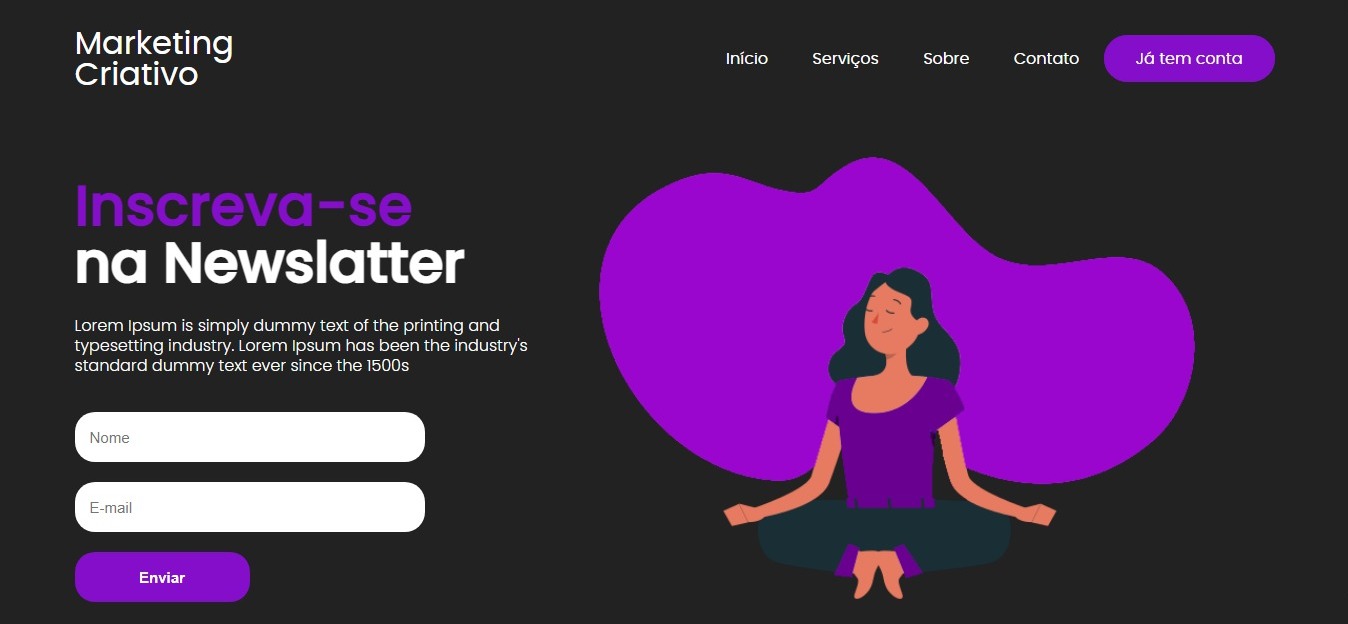 Marketing
Criativo
Início Serviços Sobre Contato Já tem conta
Inscreva-se
na Newslatter
Lorem Ipsum is simply dummy text of the printing and
typesetting industry. Lorem Ipsum has been the industry's
standard dummy text ever since the 1500s
Nome
E-mail
Enviar